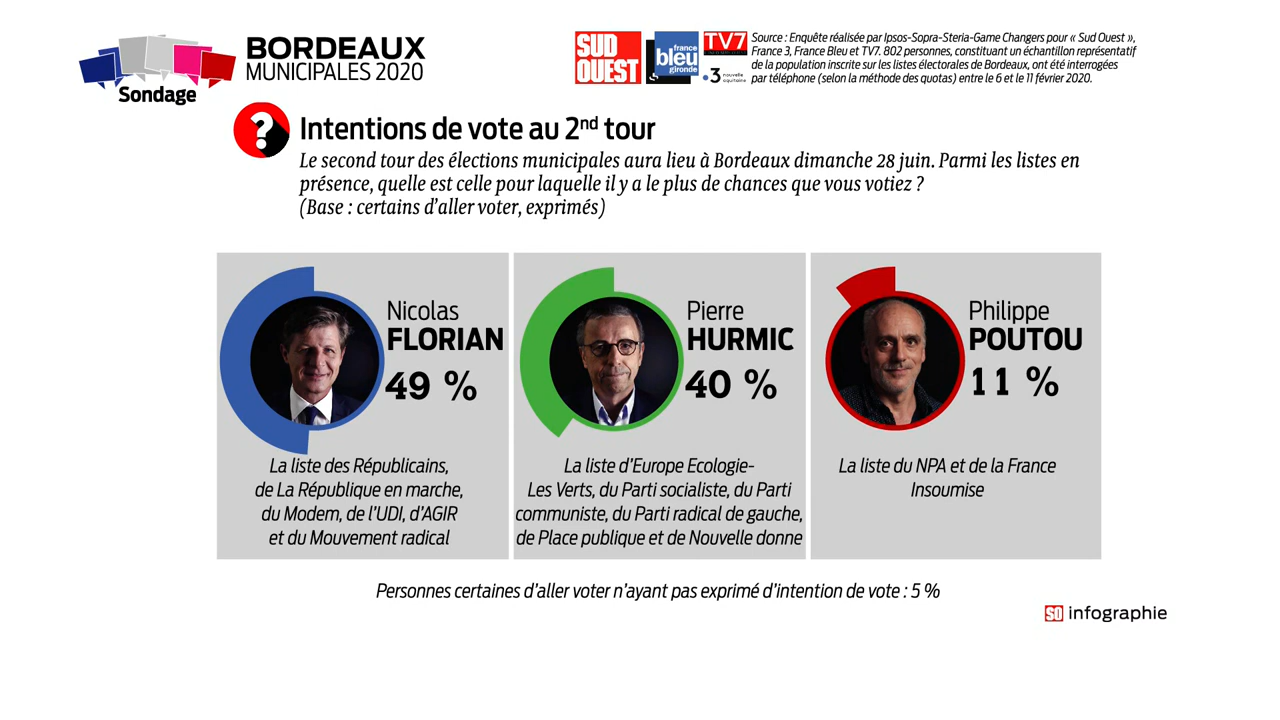 BORDEAUX
MUNICIPALES 2020
Sondage
SUD
OUEST
france
bleu
gironde
TV7
.3 nouvelle
aquitaine
Source : Enquête réalisée par Ipsos-Sopra-Steria-Game Changers pour « Sud Ouest »,
France 3, France Bleu et TV7. 802 personnes, constituant un échantillon représentatif
de la population inscrite sur les listes électorales de Bordeaux, ont été interrogées
par téléphone (selon la méthode des quotas) entre le 6 et le 11 février 2020.
?
Intentions de vote au 2nd tour
Le second tour des élections municipales aura lieu à Bordeaux dimanche 28 juin. Parmi les listes en
présence, quelle est celle pour laquelle il y a le plus de chances que vous votiez ?
(Base : certains d'aller voter, exprimés)
Nicolas
FLORIAN
49 %
La liste des Républicains,
de La République en marche,
du Modem, de l'UDI, d'AGIR
et du Mouvement radical
Pierre
HURMIC
40 %
La liste d'Europe Ecologie-
Les Verts, du Parti socialiste, du Parti
communiste, du Parti radical de gauche,
de Place publique et de Nouvelle donne
Philippe
POUTOU
11 %
La liste du NPA et de la France
Insoumise
Personnes certaines d'aller voter n'ayant pas exprimé d'intention de vote : 5 %
SO infographie